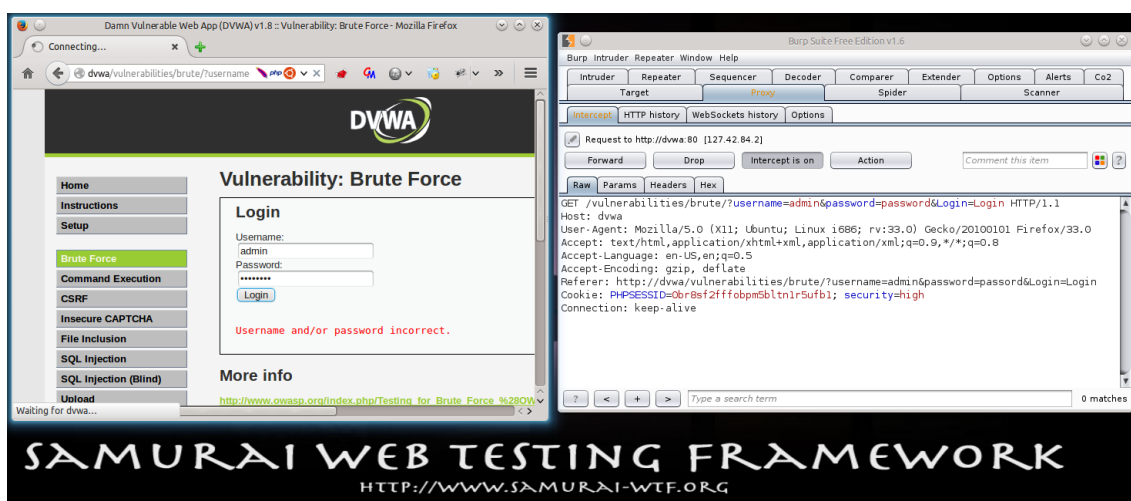 Damn Vulnerable Web App (DVWA) v1.8 :: Vulnerability: Brute Force - Mozilla Firefox
Connecting...
dvwa/vulnerabilities/brute/?username
php
DVWA
Home
Instructions
Setup
Brute Force
Command Execution
CSRF
Insecure CAPTCHA
File Inclusion
SQL Injection
SQL Injection (Blind)
Upload
Vulnerability: Brute Force
Login
Username:
admin
Password:
••••••••
Login
Username and/or password incorrect.
More info
http://www.owasp.org/index.php/Testing_for_Brute_Force_%28OW
Waiting for dvwa...
Burp Suite Free Edition v1.6
Burp Intruder Repeater Window Help
Intruder Repeater Sequencer Decoder Comparer Extender Options Alerts Co2
Target Proxy Spider Scanner
Intercept HTTP history WebSockets history Options
Request to http://dvwa:80 [127.42.84.2]
Forward Drop Intercept is on Action Comment this item ?
Raw Params Headers Hex
GET /vulnerabilities/brute/?username=admin&password=password&Login=Login HTTP/1.1
Host: dvwa
User-Agent: Mozilla/5.0 (X11; Ubuntu; Linux i686; rv:33.0) Gecko/20100101 Firefox/33.0
Accept: text/html,application/xhtml+xml,application/xml;q=0.9,*/*;q=0.8
Accept-Language: en-US,en;q=0.5
Accept-Encoding: gzip, deflate
Referer: http://dvwa/vulnerabilities/brute/?username=admin&password=passord&Login=Login
Cookie: PHPSESSID=0br8sf2fffobpm5bltn1r5ufb1; security=high
Connection: keep-alive
? < + > Type a search term 0 matches
SAMURAI WEB TESTING FRAMEWORK
HTTP://WWW.SAMURAI-WTF.ORG